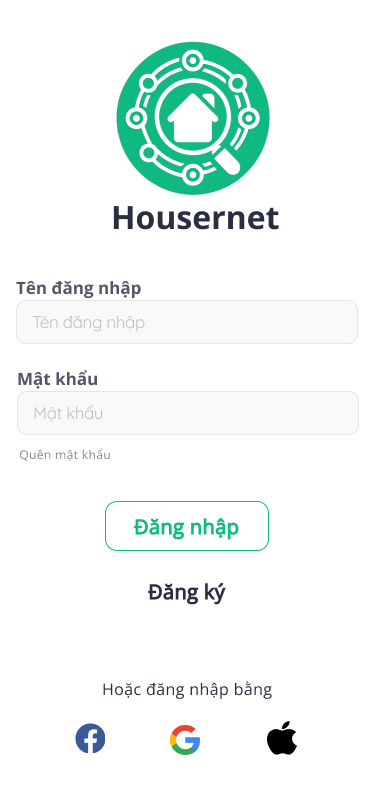 Housernet
Tên đăng nhập
Tên đăng nhập
Mật khẩu
Mật khẩu
Quên mật khẩu
Đăng nhập
Đăng ký
Hoặc đăng nhập bằng